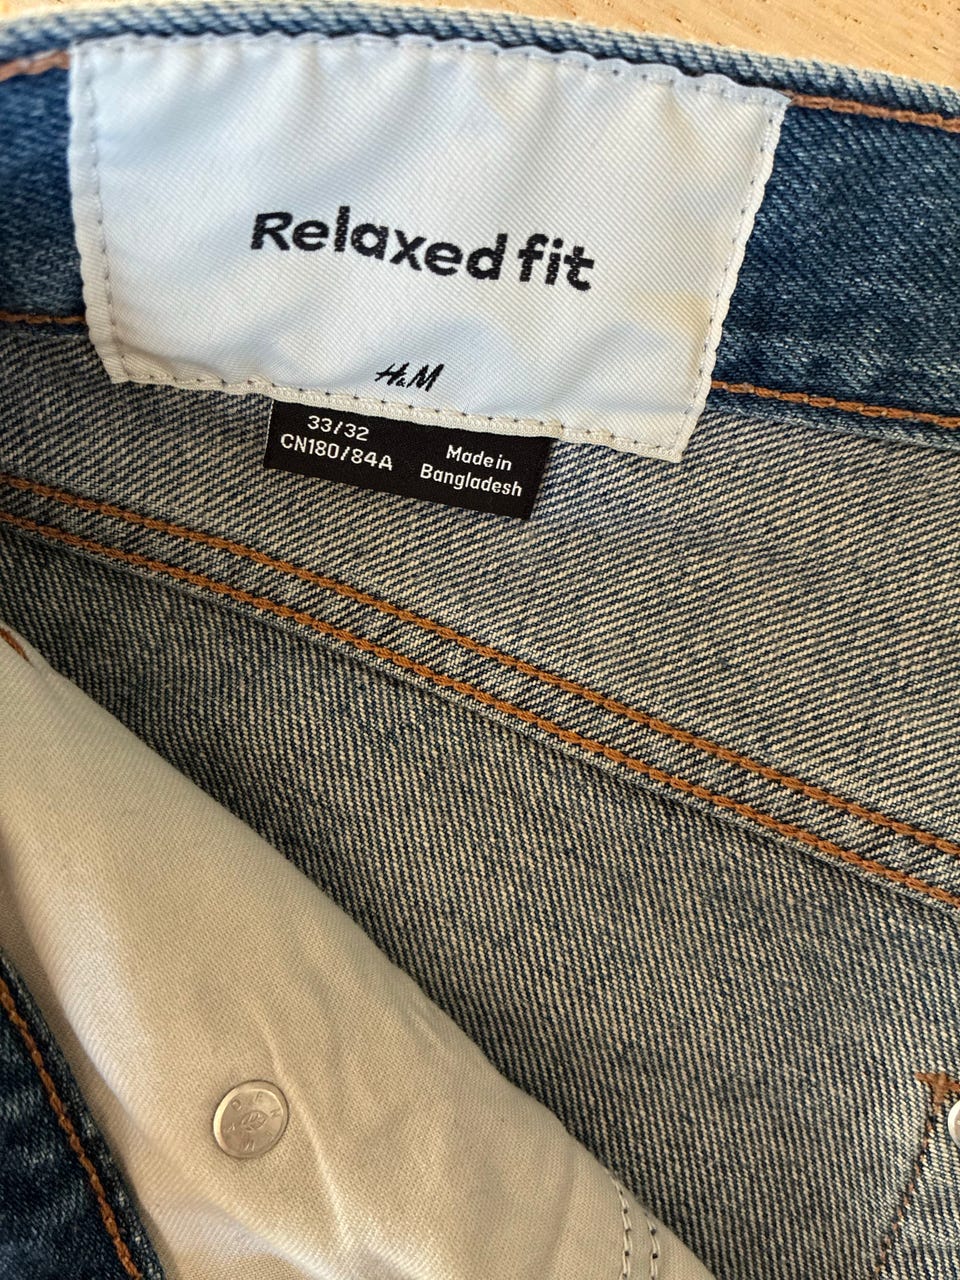 Relaxed fit
H&M
33/32
CN180/84A
Made in
Bangladesh